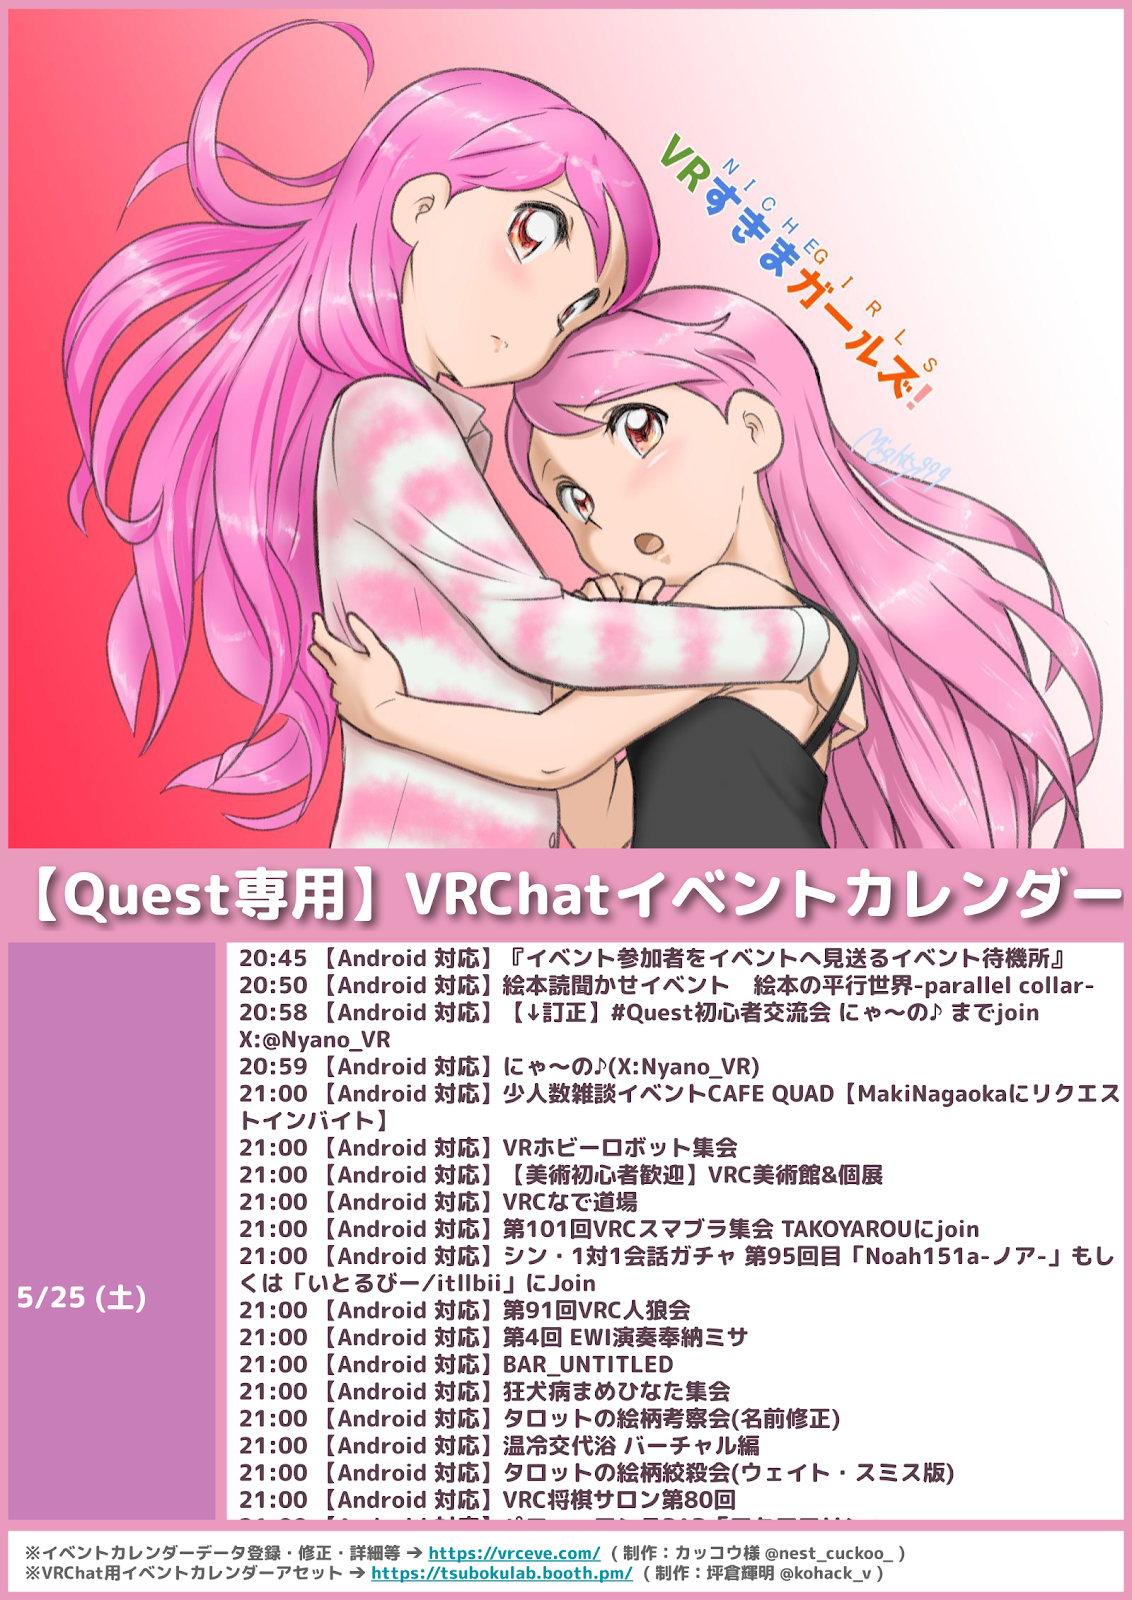 NICHE GIRLS
VRすきまガールズ!
Mighty999
【Quest専用】VRChatイベントカレンダー
5/25 (土)
20:45 【Android 対応】『イベント参加者をイベントへ見送るイベント待機所』
20:50 【Android 対応】絵本読聞かせイベント　絵本の平行世界-parallel collar-
20:58 【Android 対応】【↓訂正】#Quest初心者交流会 にゃ～の♪ までjoin
X:@Nyano_VR
20:59 【Android 対応】にゃ～の♪(X:Nyano_VR)
21:00 【Android 対応】少人数雑談イベントCAFE QUAD【MakiNagaokaにリクエス
トインバイト】
21:00 【Android 対応】VRホビーロボット集会
21:00 【Android 対応】【美術初心者歓迎】VRC美術館&個展
21:00 【Android 対応】VRCなで道場
21:00 【Android 対応】第101回VRCスマブラ集会 TAKOYAROUにjoin
21:00 【Android 対応】シン・1対1会話ガチャ 第95回目「Noah151a-ノア-」もし
くは「いとるびー/itllbii」にJoin
21:00 【Android 対応】第91回VRC人狼会
21:00 【Android 対応】第4回 EWI演奏奉納ミサ
21:00 【Android 対応】BAR_UNTITLED
21:00 【Android 対応】狂犬病まめひなた集会
21:00 【Android 対応】タロットの絵柄考察会(名前修正)
21:00 【Android 対応】温冷交代浴 バーチャル編
21:00 【Android 対応】タロットの絵柄絞殺会(ウェイト・スミス版)
21:00 【Android 対応】VRC将棋サロン第80回
※イベントカレンダーデータ登録・修正・詳細等 → https://vrceve.com/ ( 制作：カッコウ様 @nest_cuckoo_ )
※VRChat用イベントカレンダーアセット → https://tsubokulab.booth.pm/ ( 制作：坪倉輝明 @kohack_v )